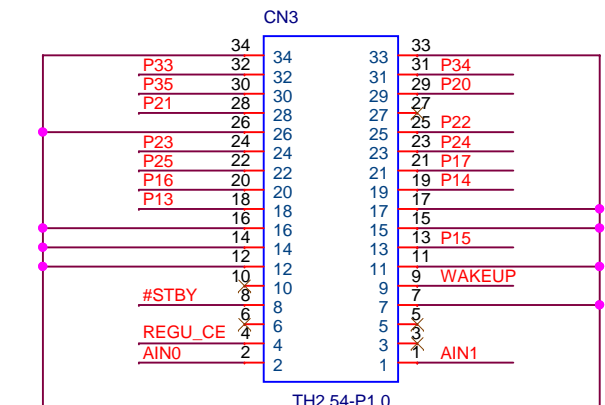 CN3
34 34 33 33
P33 32 32 31 31 P34
P35 30 30 29 29 P20
P21 28 28 27 27
26 26 25 25 P22
P23 24 24 23 23 P24
P25 22 22 21 21 P17
P16 20 20 19 19 P14
P13 18 18 17 17
16 16 15 15
14 14 13 13 P15
12 12 11 11
10 10 9 9 WAKEUP
#STBY 8 8 7 7
6 6 5 5
REGU_CE 4 4 3 3
AIN0 2 2 1 1 AIN1
TH2.54-P1.0